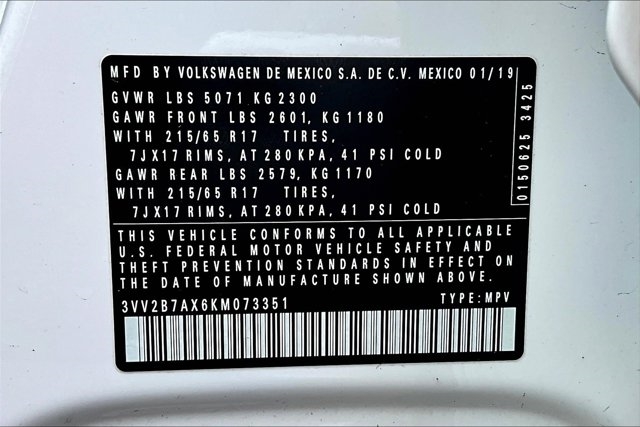 MFD BY VOLKSWAGEN DE MEXICO S.A. DE C.V. MEXICO 01/19
GVWR LBS 5071 KG 2300
GAWR FRONT LBS 2601, KG 1180
WITH 215/65 R17 TIRES,
7JX17 RIMS, AT 280 KPA, 41 PSI COLD
GAWR REAR LBS 2579, KG 1170
WITH 215/65 R17 TIRES,
7JX17 RIMS, AT 280 KPA, 41 PSI COLD
0150625 3425
THIS VEHICLE CONFORMS TO ALL APPLICABLE
U.S. FEDERAL MOTOR VEHICLE SAFETY AND
THEFT PREVENTION STANDARDS IN EFFECT ON
THE DATE OF MANUFACTURE SHOWN ABOVE.
3VV2B7AX6KM073351 TYPE:MPV